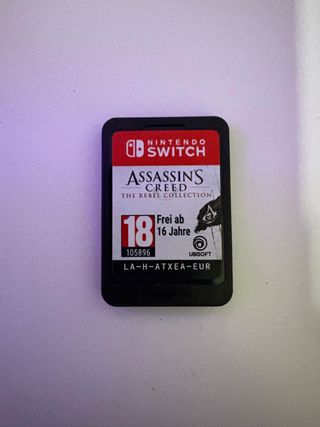 NINTENDO
SWITCH
ASSASSIN'S
CREED
THE REBEL COLLECTION
18
105896
Frei ab
16 Jahre
UBISOFT
LA-H-ATXEA-EUR